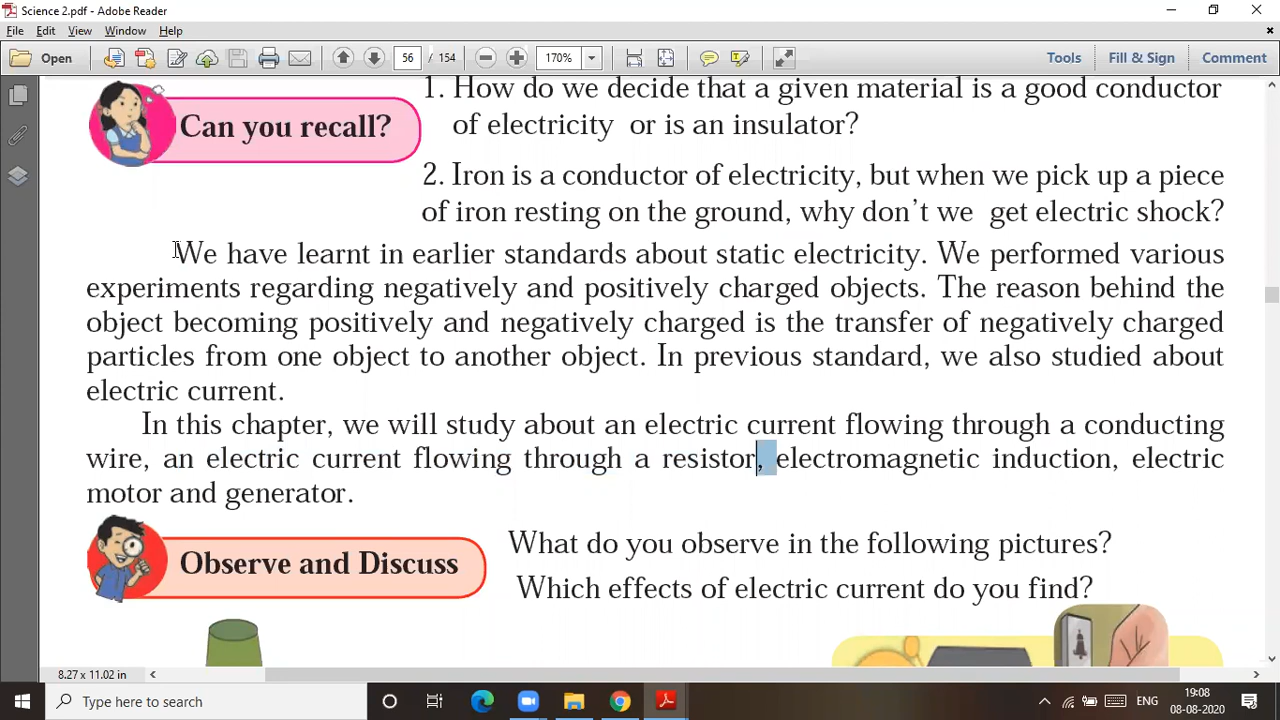 Science 2.pdf - Adobe Reader
File Edit View Window Help
Open 56 / 154 170% Tools Fill & Sign Comment
Can you recall?
1. How do we decide that a given material is a good conductor
of electricity or is an insulator?
2. Iron is a conductor of electricity, but when we pick up a piece
of iron resting on the ground, why don't we get electric shock?
We have learnt in earlier standards about static electricity. We performed various
experiments regarding negatively and positively charged objects. The reason behind the
object becoming positively and negatively charged is the transfer of negatively charged
particles from one object to another object. In previous standard, we also studied about
electric current.
In this chapter, we will study about an electric current flowing through a conducting
wire, an electric current flowing through a resistor, electromagnetic induction, electric
motor and generator.
Observe and Discuss
What do you observe in the following pictures?
Which effects of electric current do you find?
8.27 x 11.02 in
Type here to search
ENG
19:08
08-08-2020